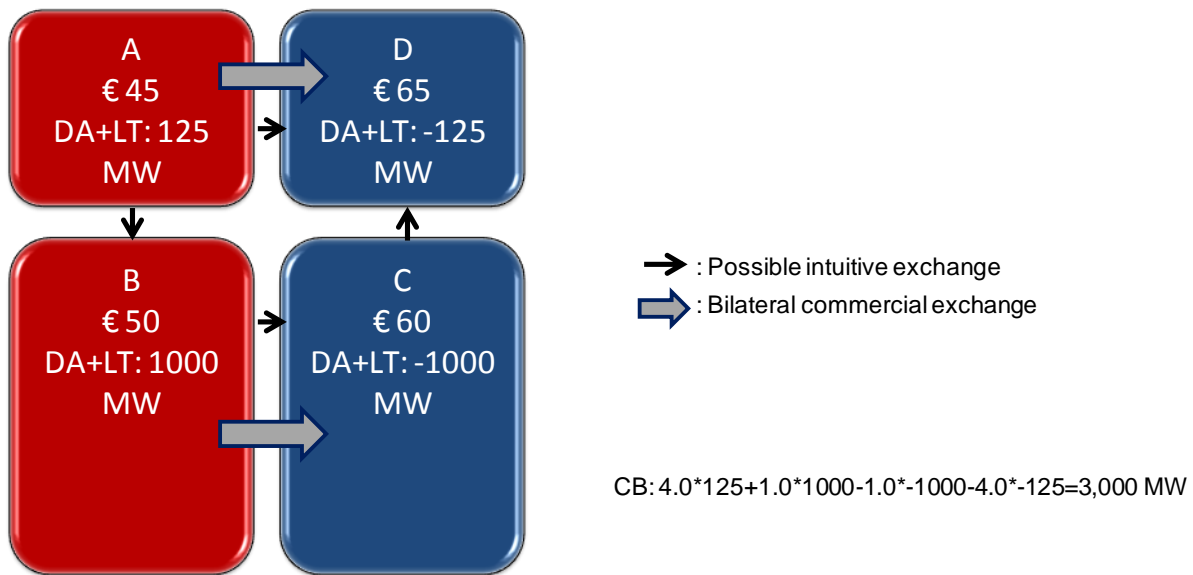 A
€ 45
DA+LT: 125
MW
D
€ 65
DA+LT: -125
MW
B
€ 50
DA+LT: 1000
MW
C
€ 60
DA+LT: -1000
MW
: Possible intuitive exchange
: Bilateral commercial exchange
CB: 4.0*125+1.0*1000-1.0*-1000-4.0*-125=3,000 MW